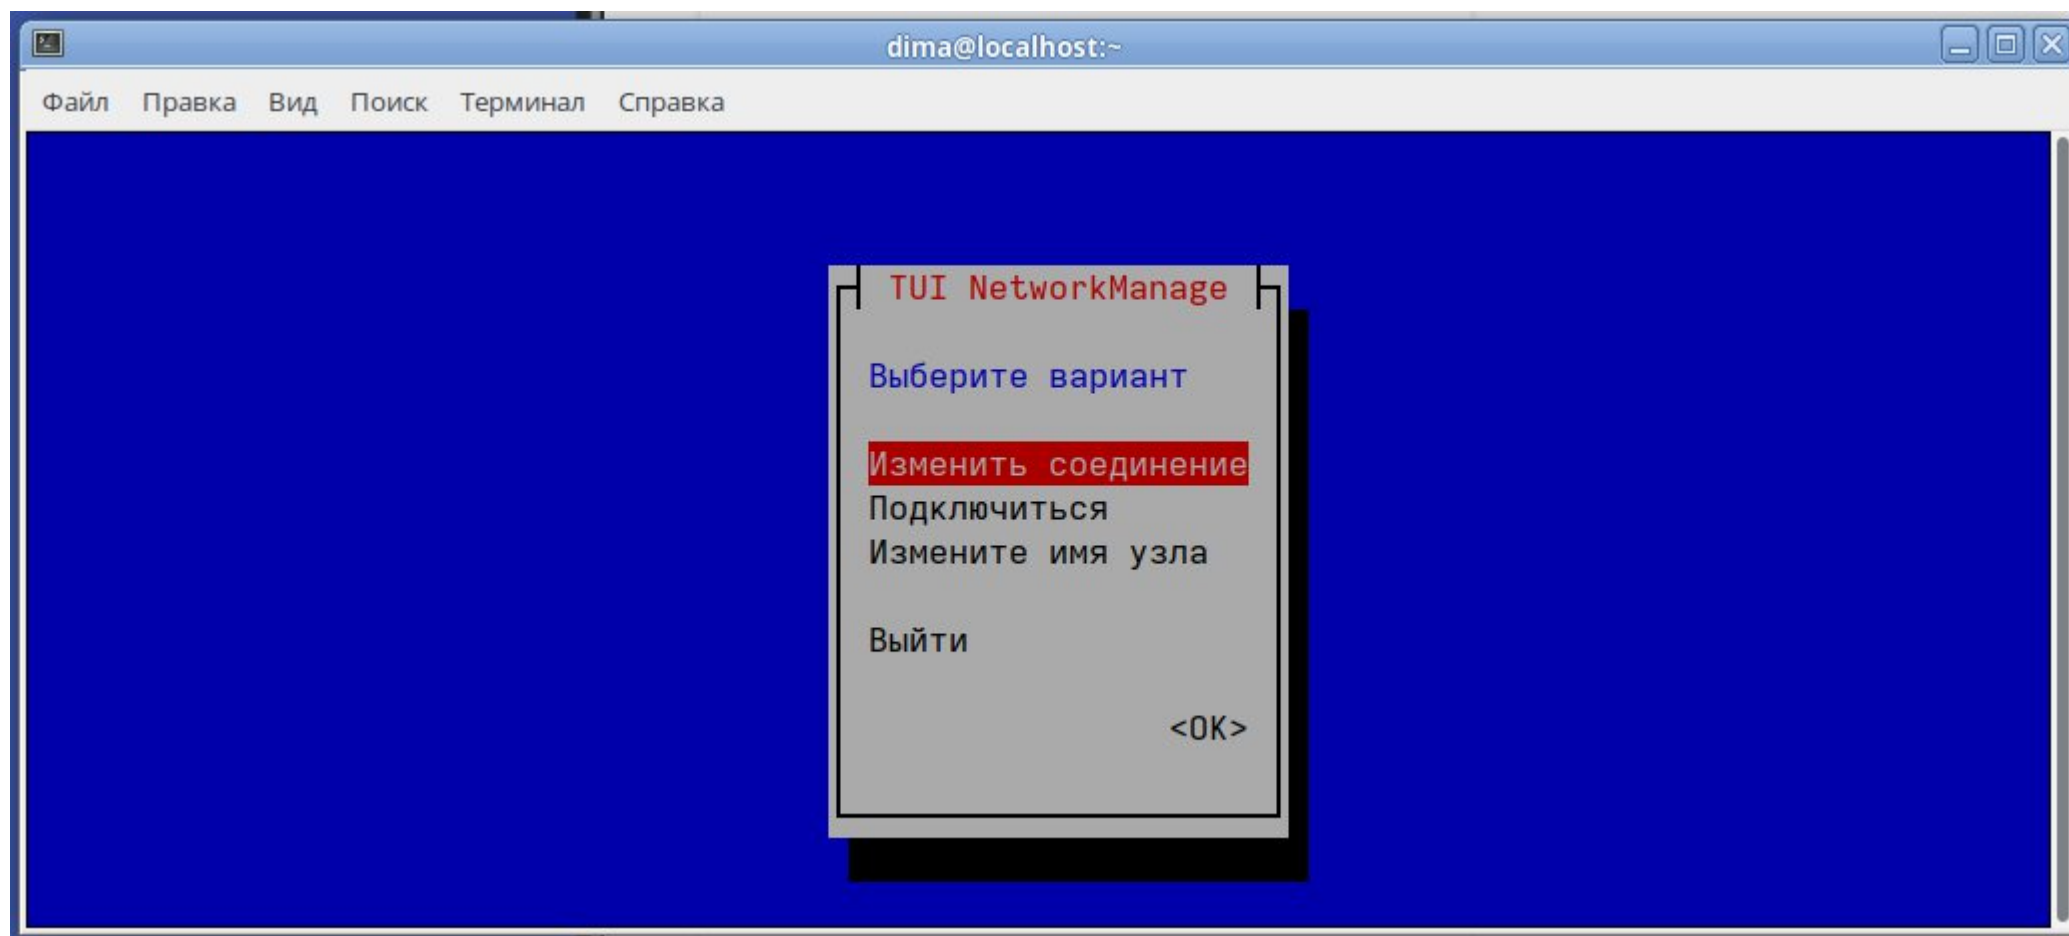 dima@localhost:~
Файл Правка Вид Поиск Терминал Справка
TUI NetworkManage
Выберите вариант
Изменить соединение
Подключиться
Измените имя узла
Выйти
<OK>